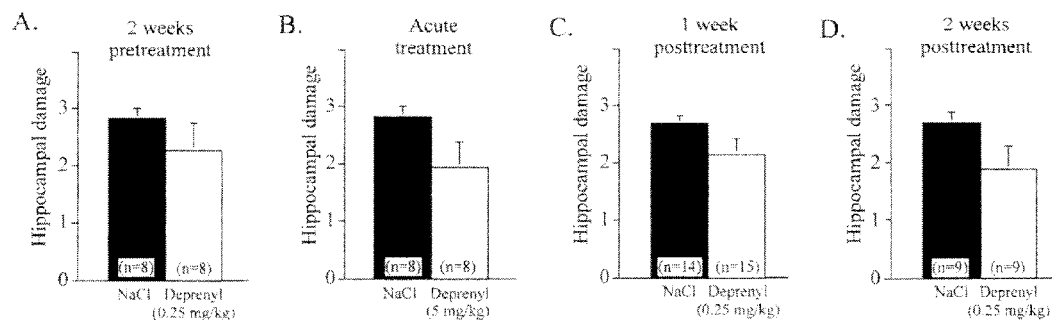 A.
2 weeks
pretreatment
Hippocampal damage
3
2
1
0
(n=8) (n=8)
NaCl Deprenyl
(0.25 mg/kg)
B.
Acute
treatment
Hippocampal damage
3
2
1
0
(n=8) (n=8)
NaCl Deprenyl
(5 mg/kg)
C.
1 week
posttreatment
Hippocampal damage
3
2
1
0
(n=14) (n=15)
NaCl Deprenyl
(0.25 mg/kg)
D.
2 weeks
posttreatment
Hippocampal damage
3
2
1
0
(n=9) (n=9)
NaCl Deprenyl
(0.25 mg/kg)